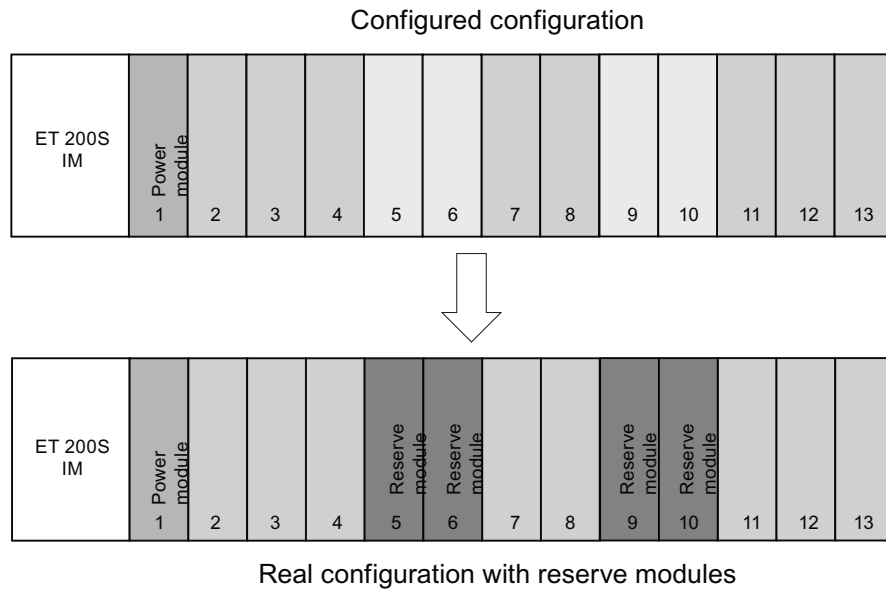 Configured configuration
ET 200S
IM
Power
module
1 2 3 4 5 6 7 8 9 10 11 12 13
ET 200S
IM
Power
module
Reserve
module
Reserve
module
Reserve
module
Reserve
module
1 2 3 4 5 6 7 8 9 10 11 12 13
Real configuration with reserve modules